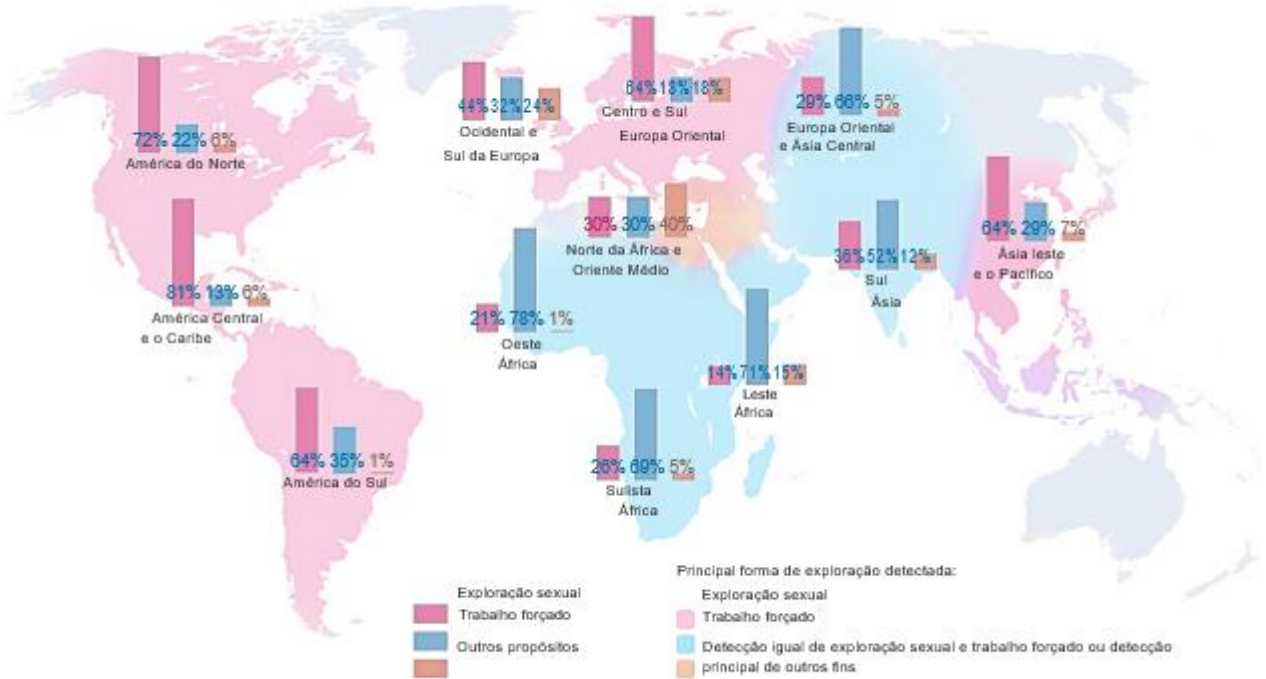 64% 18% 18%
Centro e Sul
Europa Oriental
44% 32% 24%
Ocidental e
Sul da Europa
29% 66% 5%
Europa Oriental
e Ásia Central
72% 22% 6%
América do Norte
30% 30% 40%
Norte da África e
Oriente Médio
64% 29% 7%
Ásia leste
e o Pacífico
36% 52% 12%
Sul
Ásia
81% 13% 6%
América Central
e o Caribe
21% 78% 1%
Oeste
África
14% 71% 15%
Leste
África
64% 35% 1%
América do Sul
26% 69% 5%
Sulista
África
Exploração sexual
Trabalho forçado
Outros propósitos
Principal forma de exploração detectada:
Exploração sexual
Trabalho forçado
Detecção igual de exploração sexual e trabalho forçado ou detecção
principal de outros fins